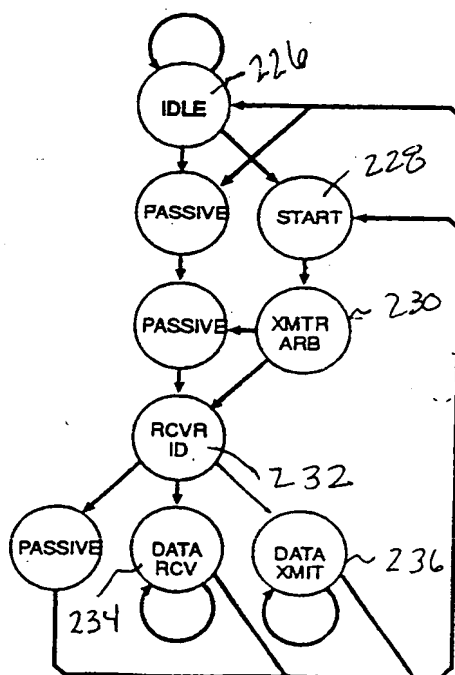 226
IDLE
228
PASSIVE
START
230
PASSIVE
XMTR
ARB
RCVR
ID
232
PASSIVE
DATA
RCV
DATA
XMIT
236
234